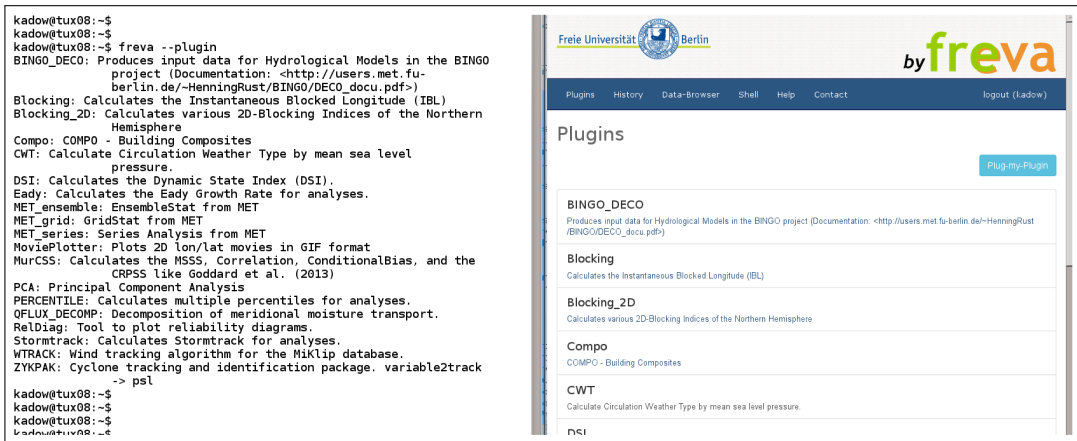 kadow@tux08:~$
kadow@tux08:~$
kadow@tux08:~$ freva --plugin
BINGO_DECO: Produces input data for Hydrological Models in the BINGO
project (Documentation: <http://users.met.fu-
berlin.de/~HenningRust/BINGO/DECO_docu.pdf>)
Blocking: Calculates the Instantaneous Blocked Longitude (IBL)
Blocking_2D: Calculates various 2D-Blocking Indices of the Northern
Hemisphere
Compo: COMPO - Building Composites
CWT: Calculate Circulation Weather Type by mean sea level
pressure.
DSI: Calculates the Dynamic State Index (DSI).
Eady: Calculates the Eady Growth Rate for analyses.
MET_ensemble: EnsembleStat from MET
MET_grid: GridStat from MET
MET_series: Series Analysis from MET
MoviePlotter: Plots 2D lon/lat movies in GIF format
MurCSS: Calculates the MSSS, Correlation, ConditionalBias, and the
CRPSS like Goddard et al. (2013)
PCA: Principal Component Analysis
PERCENTILE: Calculates multiple percentiles for analyses.
QFLUX_DECOMP: Decomposition of meridional moisture transport.
RelDiag: Tool to plot reliability diagrams.
Stormtrack: Calculates Stormtrack for analyses.
WTRACK: Wind tracking algorithm for the MiKlip database.
ZYKPAK: Cyclone tracking and identification package. variable2track
-> psl
kadow@tux08:~$
kadow@tux08:~$
kadow@tux08:~$
kadow@tux08:~$
Freie Universität Berlin
by freva
Plugins History Data-Browser Shell Help Contact logout (kadow)
Plugins
Plug-my-Plugin
BINGO_DECO
Produces input data for Hydrological Models in the BINGO project (Documentation: <http://users.met.fu-berlin.de/~HenningRust
/BINGO/DECO_docu.pdf>)
Blocking
Calculates the Instantaneous Blocked Longitude (IBL)
Blocking_2D
Calculates various 2D-Blocking Indices of the Northern Hemisphere
Compo
COMPO - Building Composites
CWT
Calculate Circulation Weather Type by mean sea level pressure.
DSI